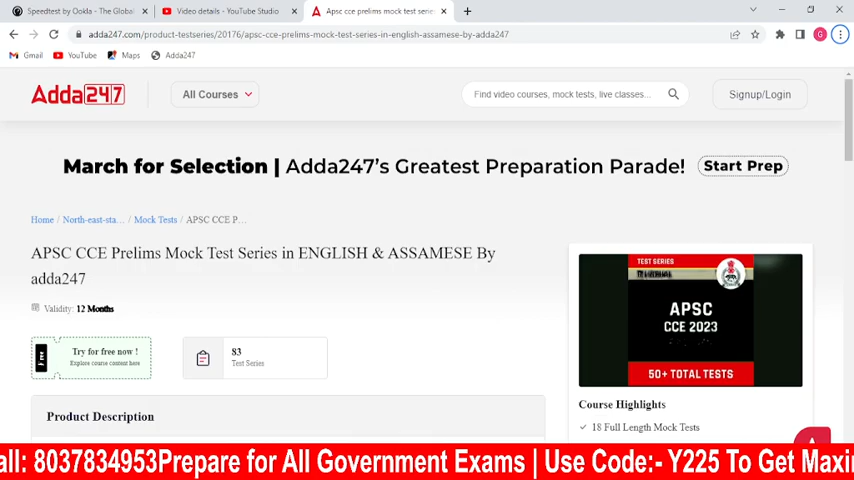 Speedtest by Ookla - The Global
Video details - YouTube Studio
Apsc cce prelims mock test serie
adda247.com/product-testseries/20176/apsc-cce-prelims-mock-test-series-in-english-assamese-by-adda247
G
Gmail
YouTube
Maps
Adda247
Adda247
All Courses
Find video courses, mock tests, live classes...
Signup/Login
March for Selection | Adda247's Greatest Preparation Parade!
Start Prep
Home / North-east-sta... / Mock Tests / APSC CCE P...
APSC CCE Prelims Mock Test Series in ENGLISH & ASSAMESE By
adda247
Validity: 12 Months
Free
Try for free now !
Explore course content here
83
Test Series
Product Description
TEST SERIES
APSC
CCE 2023
50+ TOTAL TESTS
Course Highlights
18 Full Length Mock Tests
all: 8037834953Prepare for All Government Exams | Use Code:- Y225 To Get Maxi